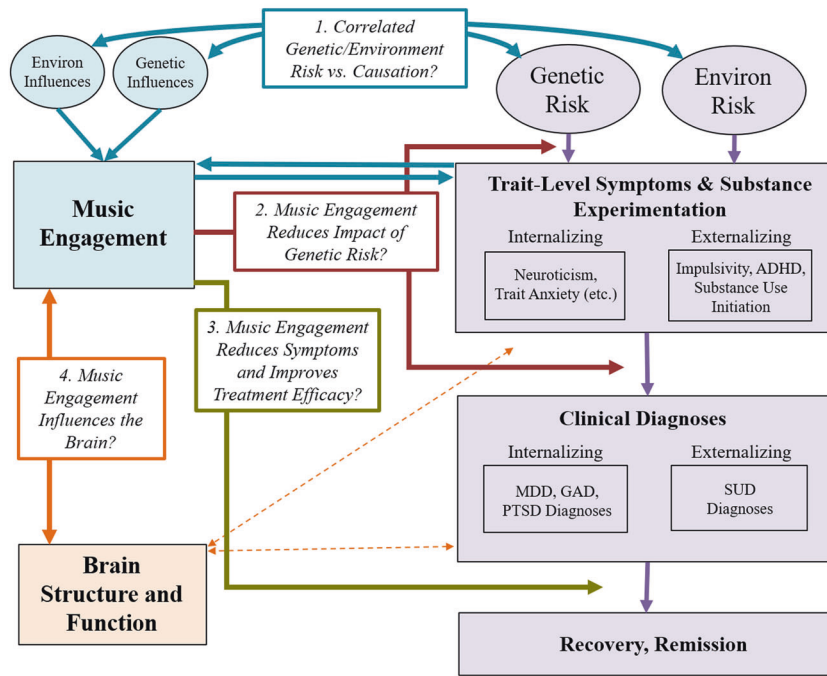 1. Correlated
Genetic/Environment
Risk vs. Causation?
Environ
Influences
Genetic
Influences
Genetic
Risk
Environ
Risk
Music
Engagement
2. Music Engagement
Reduces Impact of
Genetic Risk?
Trait-Level Symptoms & Substance
Experimentation
Internalizing
Externalizing
Neuroticism,
Trait Anxiety (etc.)
Impulsivity, ADHD,
Substance Use
Initiation
3. Music Engagement
Reduces Symptoms
and Improves
Treatment Efficacy?
4. Music
Engagement
Influences the
Brain?
Clinical Diagnoses
Internalizing
Externalizing
MDD, GAD,
PTSD Diagnoses
SUD
Diagnoses
Brain
Structure and
Function
Recovery, Remission